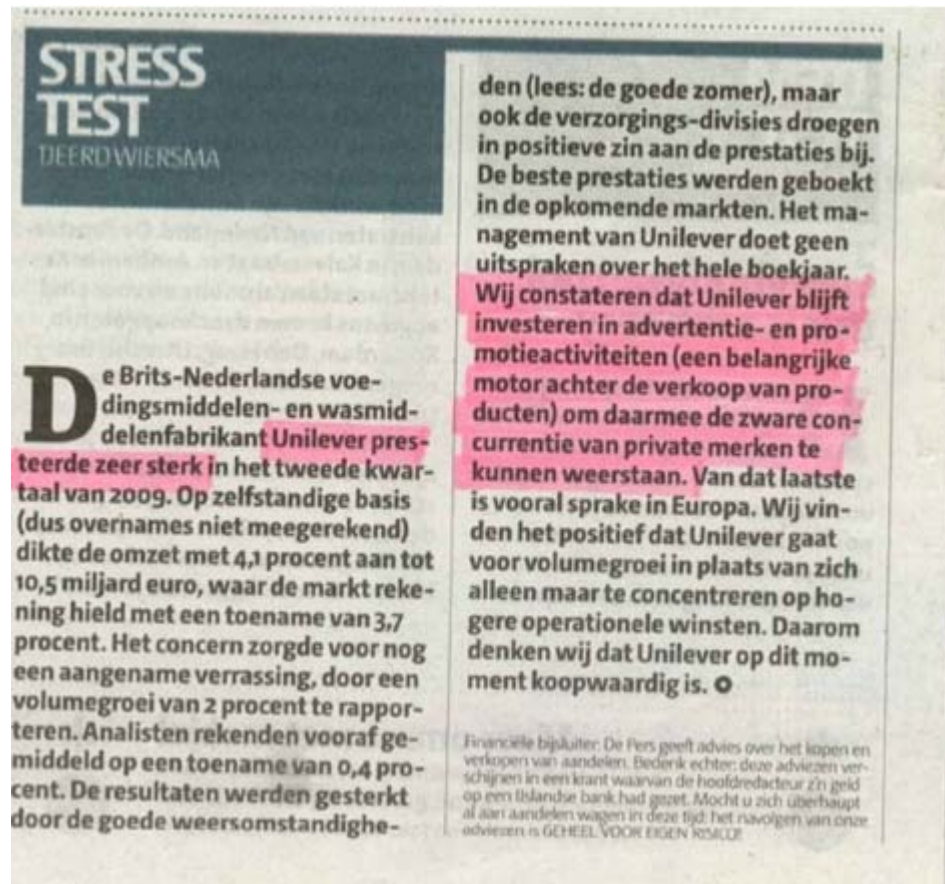 STRESS
TEST
TJEERD WIERSMA
De Brits-Nederlandse voe-
dingsmiddelen- en wasmid-
delenfabrikant Unilever pres-
teerde zeer sterk in het tweede kwar-
taal van 2009. Op zelfstandige basis
(dus overnames niet meegerekend)
dikte de omzet met 4,1 procent aan tot
10,5 miljard euro, waar de markt reke-
ning hield met een toename van 3,7
procent. Het concern zorgde voor nog
een aangename verrassing, door een
volumegroei van 2 procent te rappor-
teren. Analisten rekenden vooraf ge-
middeld op een toename van 0,4 pro-
cent. De resultaten werden gesterkt
door de goede weersomstandighe-
den (lees: de goede zomer), maar
ook de verzorgings-divisies droegen
in positieve zin aan de prestaties bij.
De beste prestaties werden geboekt
in de opkomende markten. Het ma-
nagement van Unilever doet geen
uitspraken over het hele boekjaar.
Wij constateren dat Unilever blijft
investeren in advertentie- en pro-
motieactiviteiten (een belangrijke
motor achter de verkoop van pro-
ducten) om daarmee de zware con-
currentie van private merken te
kunnen weerstaan. Van dat laatste
is vooral sprake in Europa. Wij vin-
den het positief dat Unilever gaat
voor volumegroei in plaats van zich
alleen maar te concentreren op ho-
gere operationele winsten. Daarom
denken wij dat Unilever op dit mo-
ment koopwaardig is.
Financiële bijsluiter: De Pers geeft advies over het kopen en
verkopen van aandelen. Bedenk echter: deze adviezen ver-
schijnen in een krant waarvan de hoofdredacteur z'n geld
op een IJslandse bank had gezet. Mocht u zich überhaupt
al aan aandelen wagen in deze tijd: het navolgen van onze
adviezen is GEHEEL VOOR EIGEN RISICO!